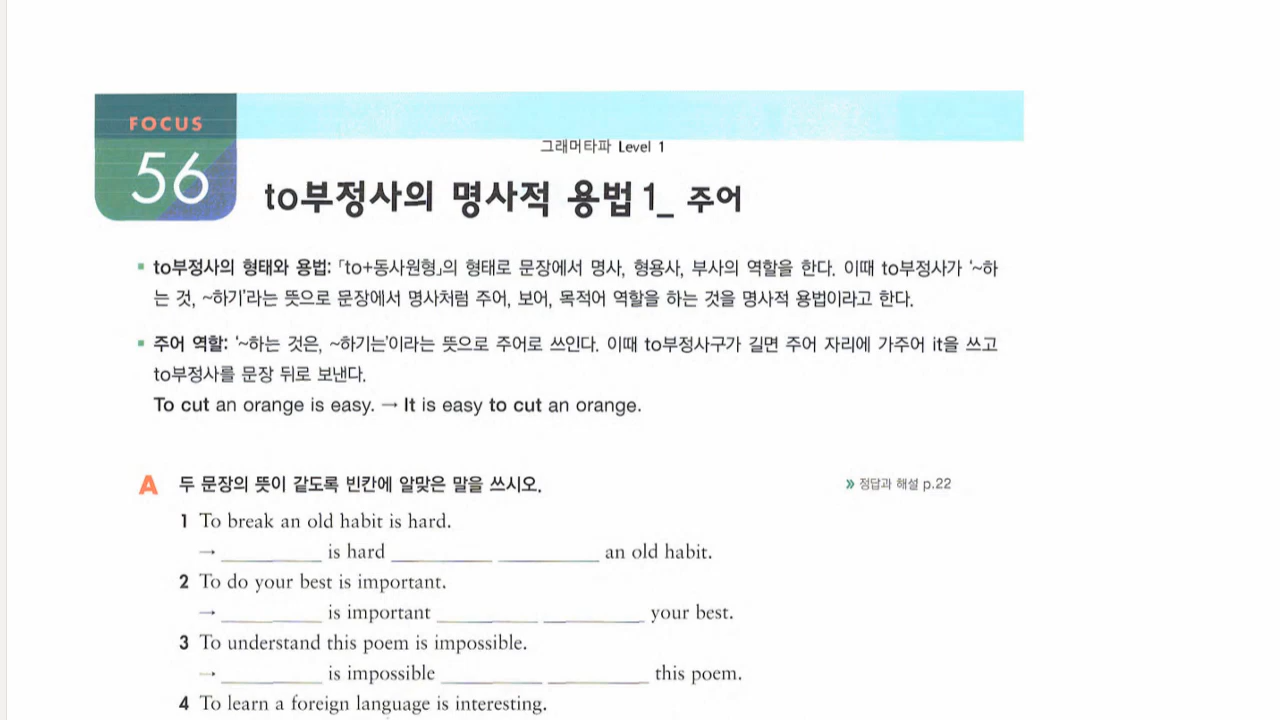 FOCUS
56
그래머타파 Level 1
to부정사의 명사적 용법 1_ 주어
▪ to부정사의 형태와 용법: 「to+동사원형」의 형태로 문장에서 명사, 형용사, 부사의 역할을 한다. 이때 to부정사가 '~하
는 것, ~하기'라는 뜻으로 문장에서 명사처럼 주어, 보어, 목적어 역할을 하는 것을 명사적 용법이라고 한다.
▪ 주어 역할: '~하는 것은, ~하기는'이라는 뜻으로 주어로 쓰인다. 이때 to부정사구가 길면 주어 자리에 가주어 it을 쓰고
to부정사를 문장 뒤로 보낸다.
To cut an orange is easy. → It is easy to cut an orange.
A 두 문장의 뜻이 같도록 빈칸에 알맞은 말을 쓰시오.
» 정답과 해설 p.22
1 To break an old habit is hard.
→ __________ is hard __________ __________ an old habit.
2 To do your best is important.
→ __________ is important __________ __________ your best.
3 To understand this poem is impossible.
→ __________ is impossible __________ __________ this poem.
4 To learn a foreign language is interesting.